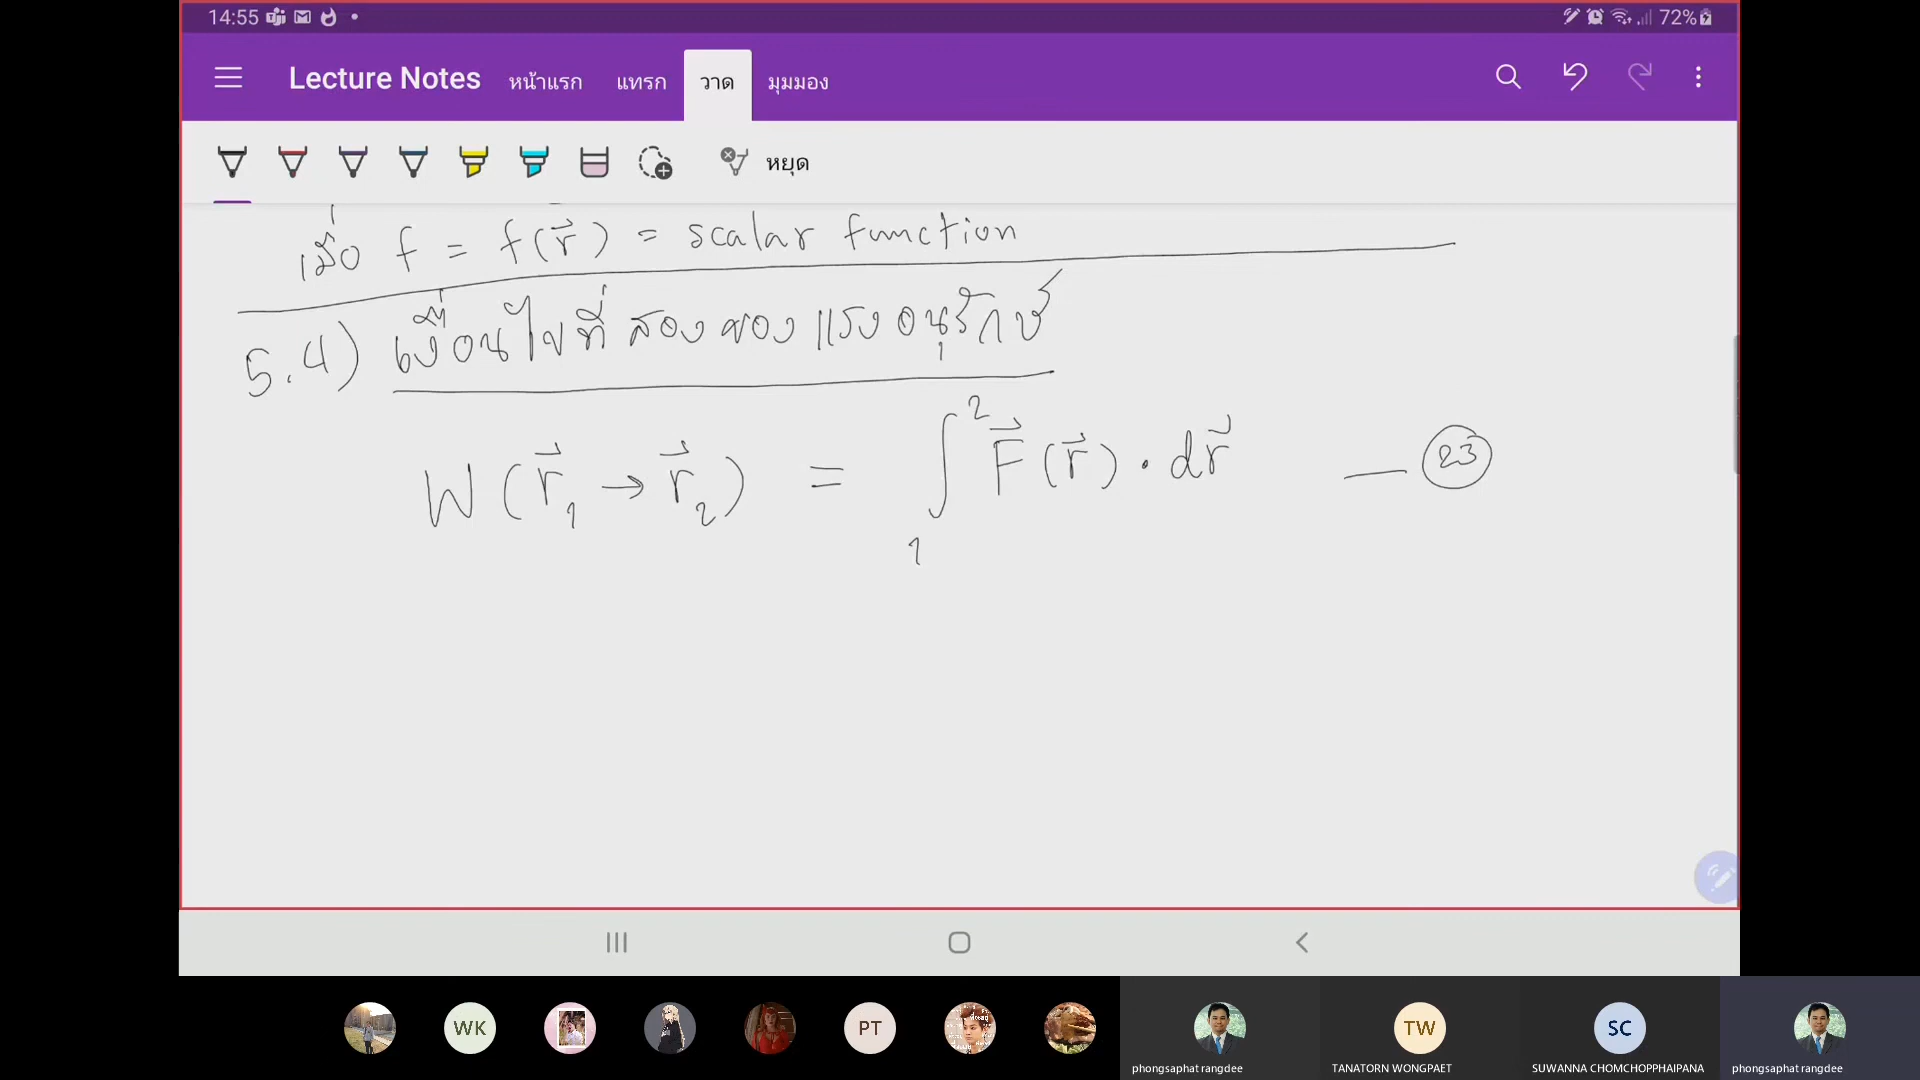 14:55 72%
Lecture Notes หน้าแรก แทรก วาด มุมมอง
หยุด
เมื่อ f = f(r⃗) = scalar function
5.4) เงื่อนไขที่สองของแรงอนุรักษ์
W(r⃗₁ → r⃗₂) = ∫₁² F⃗(r⃗) · dr⃗ — (23)
WK PT TW SC
phongsaphat rangdee TANATORN WONGPAET SUWANNA CHOMCHOPPHAIPANA phongsaphat rangdee